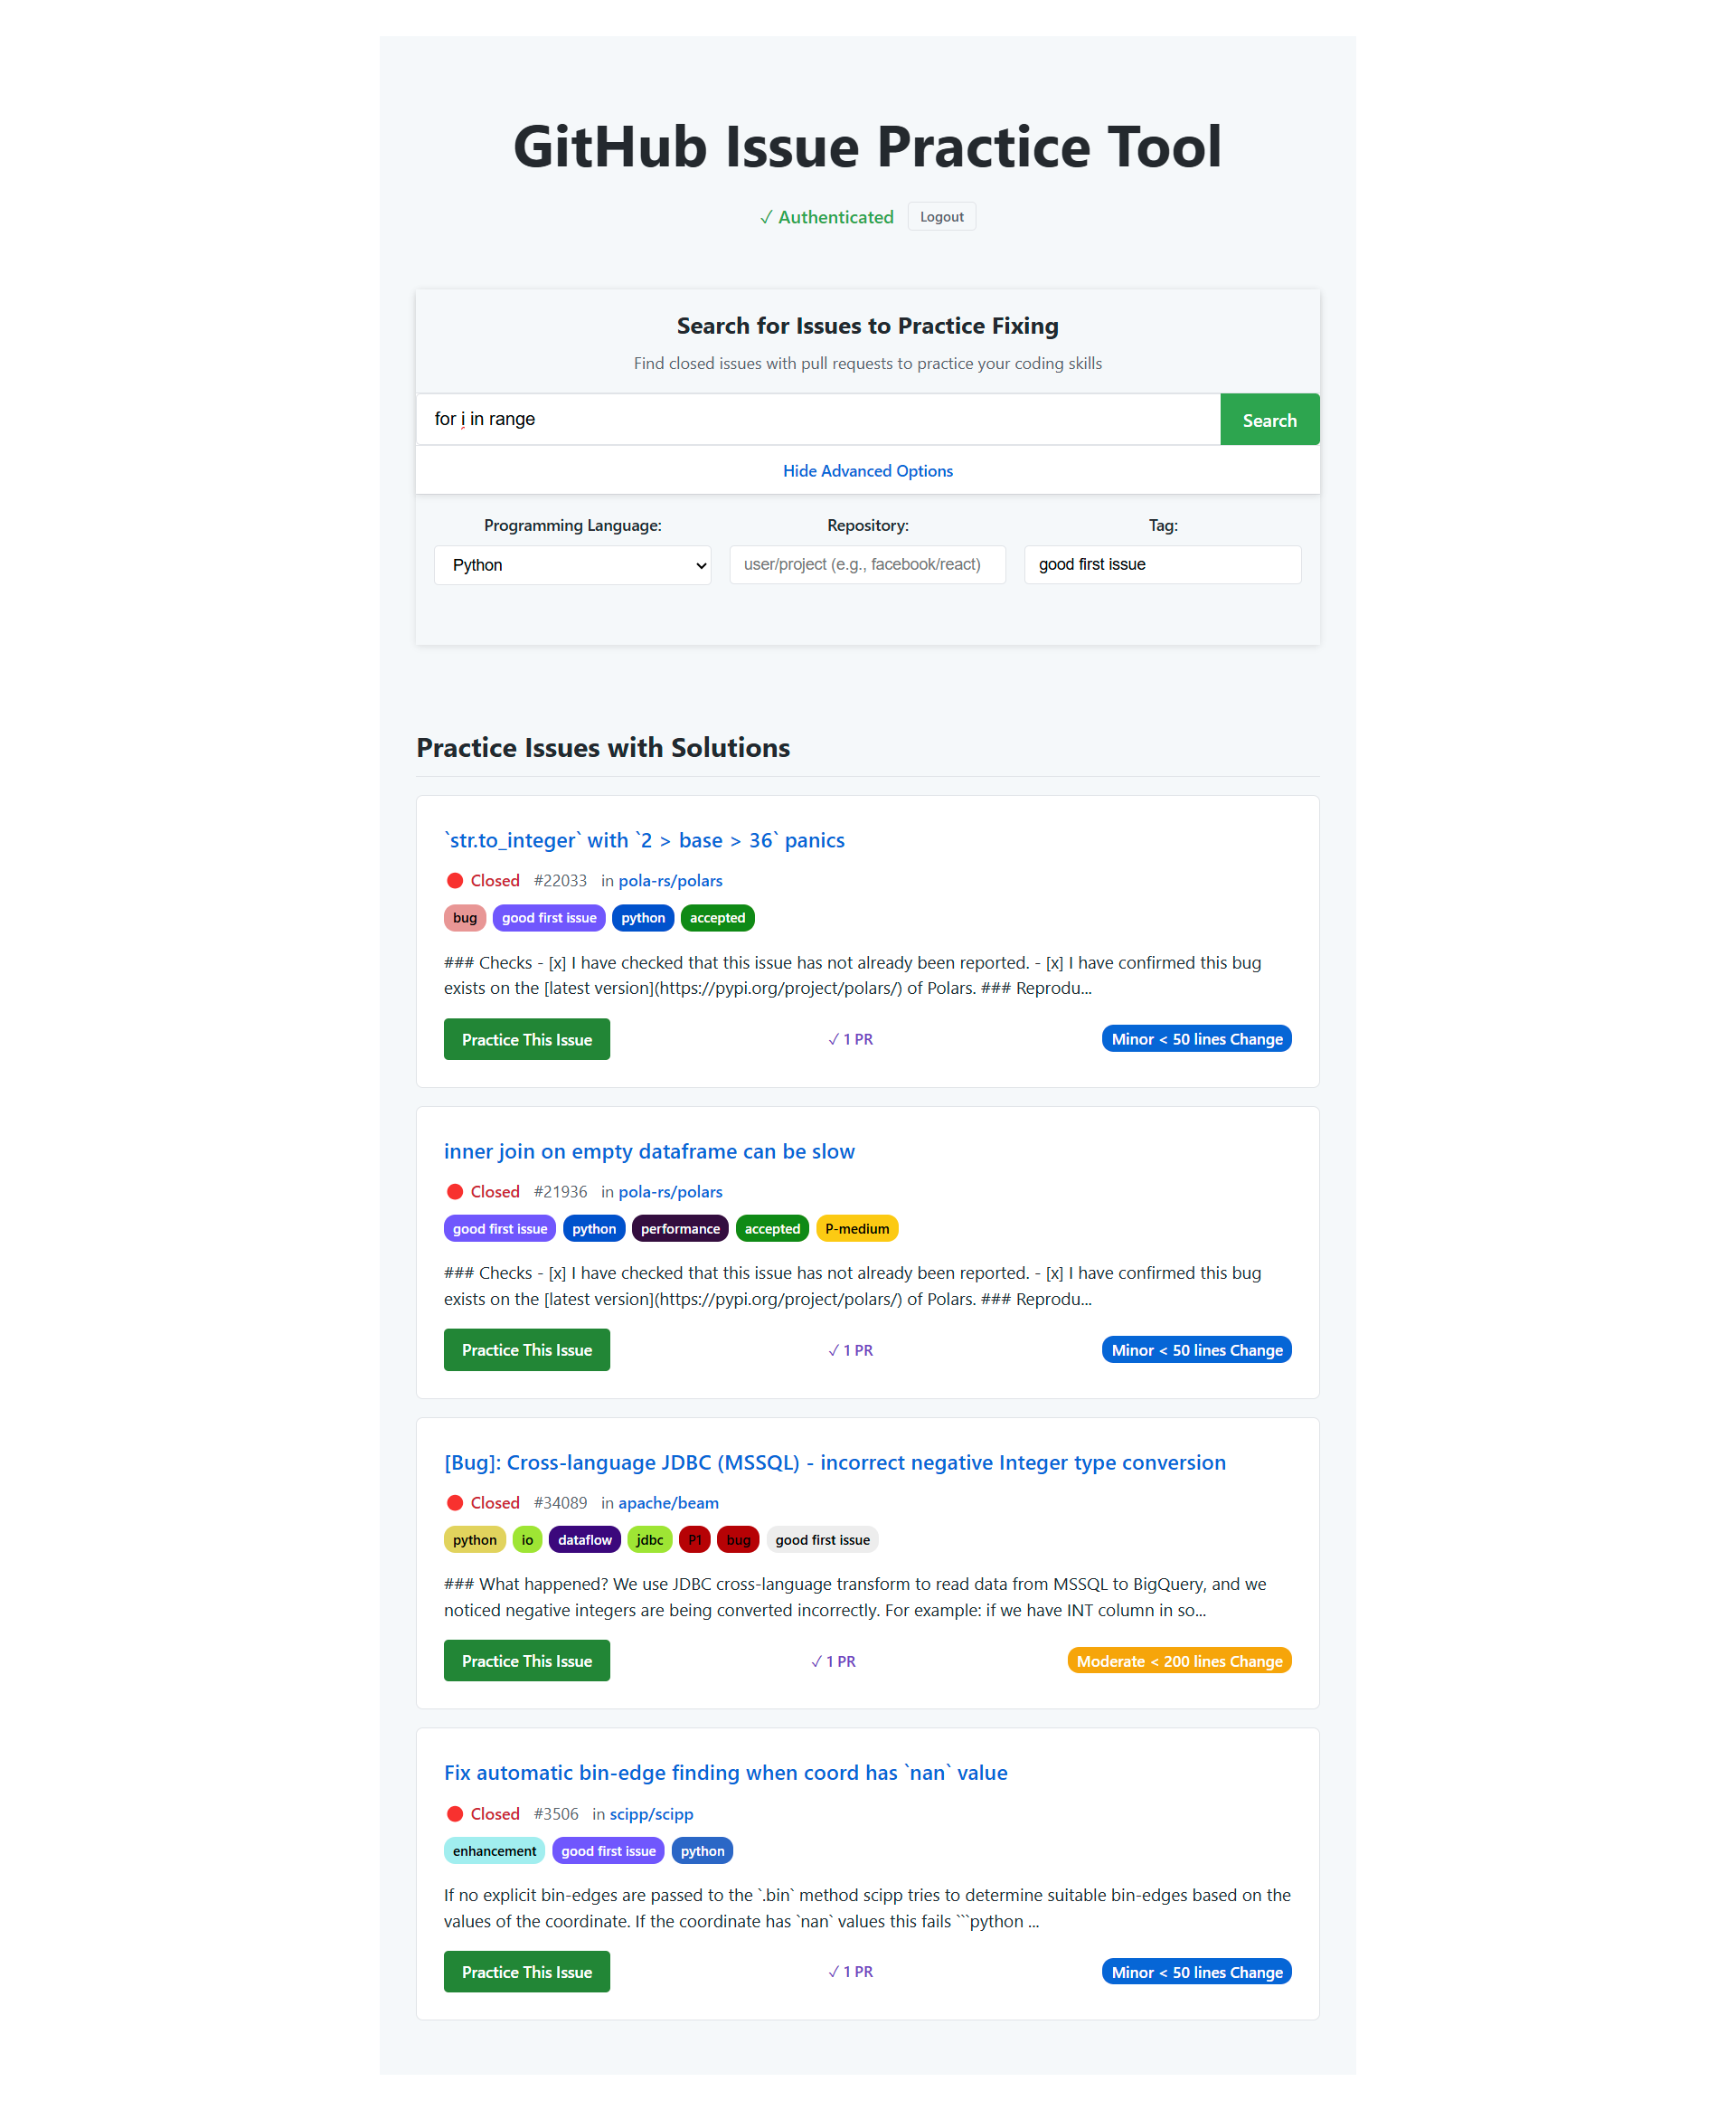 GitHub Issue Practice Tool
✓ Authenticated Logout
Search for Issues to Practice Fixing
Find closed issues with pull requests to practice your coding skills
for i in range Search
Hide Advanced Options
Programming Language: Repository: Tag:
Python user/project (e.g., facebook/react) good first issue
Practice Issues with Solutions
`str.to_integer` with `2 > base > 36` panics
Closed #22033 in pola-rs/polars
bug good first issue python accepted
### Checks - [x] I have checked that this issue has not already been reported. - [x] I have confirmed this bug
exists on the [latest version](https://pypi.org/project/polars/) of Polars. ### Reprodu...
Practice This Issue ✓ 1 PR Minor < 50 lines Change
inner join on empty dataframe can be slow
Closed #21936 in pola-rs/polars
good first issue python performance accepted P-medium
### Checks - [x] I have checked that this issue has not already been reported. - [x] I have confirmed this bug
exists on the [latest version](https://pypi.org/project/polars/) of Polars. ### Reprodu...
Practice This Issue ✓ 1 PR Minor < 50 lines Change
[Bug]: Cross-language JDBC (MSSQL) - incorrect negative Integer type conversion
Closed #34089 in apache/beam
python io dataflow jdbc P1 bug good first issue
### What happened? We use JDBC cross-language transform to read data from MSSQL to BigQuery, and we
noticed negative integers are being converted incorrectly. For example: if we have INT column in so...
Practice This Issue ✓ 1 PR Moderate < 200 lines Change
Fix automatic bin-edge finding when coord has `nan` value
Closed #3506 in scipp/scipp
enhancement good first issue python
If no explicit bin-edges are passed to the `.bin` method scipp tries to determine suitable bin-edges based on the
values of the coordinate. If the coordinate has `nan` values this fails ```python ...
Practice This Issue ✓ 1 PR Minor < 50 lines Change